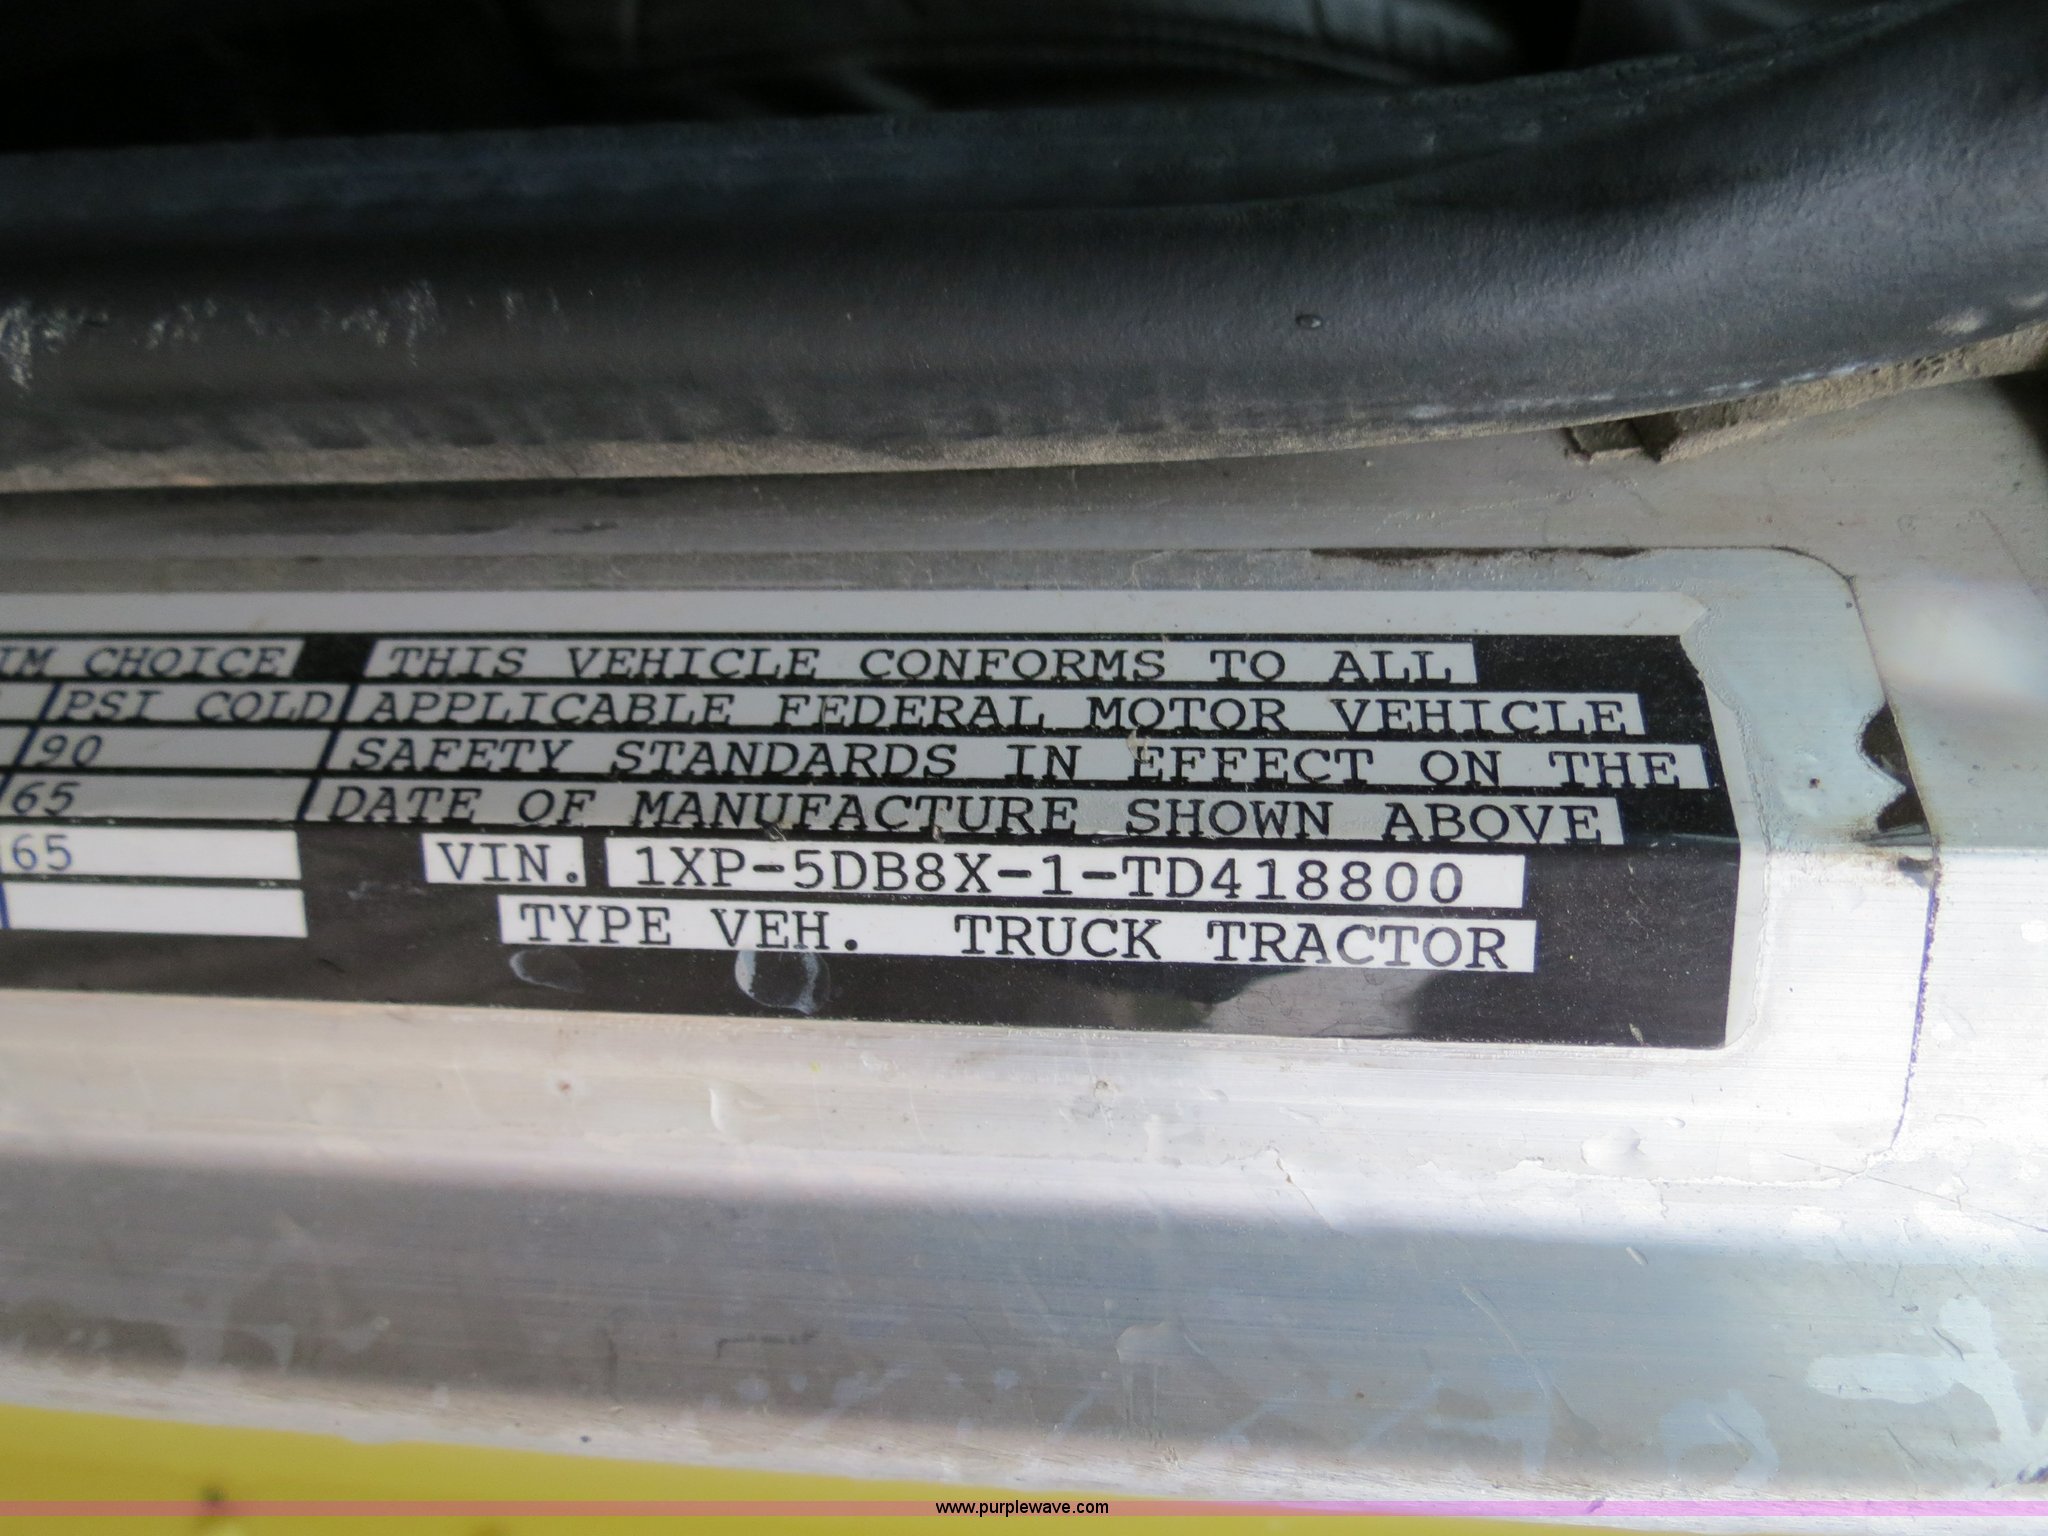 IM CHOICE
PSI COLD
90
65
65
THIS VEHICLE CONFORMS TO ALL
APPLICABLE FEDERAL MOTOR VEHICLE
SAFETY STANDARDS IN EFFECT ON THE
DATE OF MANUFACTURE SHOWN ABOVE
VIN. 1XP-5DB8X-1-TD418800
TYPE VEH. TRUCK TRACTOR
www.purplewave.com